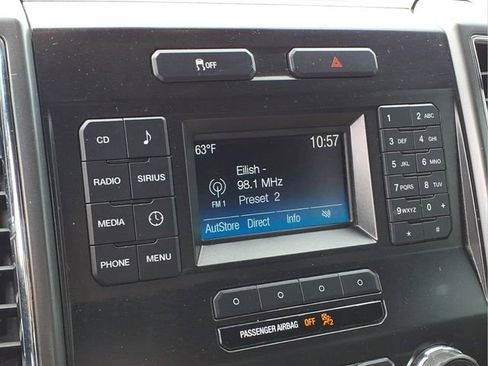 OFF
CD
RADIO SIRIUS
MEDIA
PHONE MENU
63°F 10:57
Eilish -
98.1 MHz
FM 1
Preset 2
AutoStore Direct Info
1 2 ABC
3 DEF 4 GHI
5 JKL 6 MNO
7 PQRS 8 TUV
9 WXYZ 0 +
* #
PASSENGER AIRBAG OFF 2